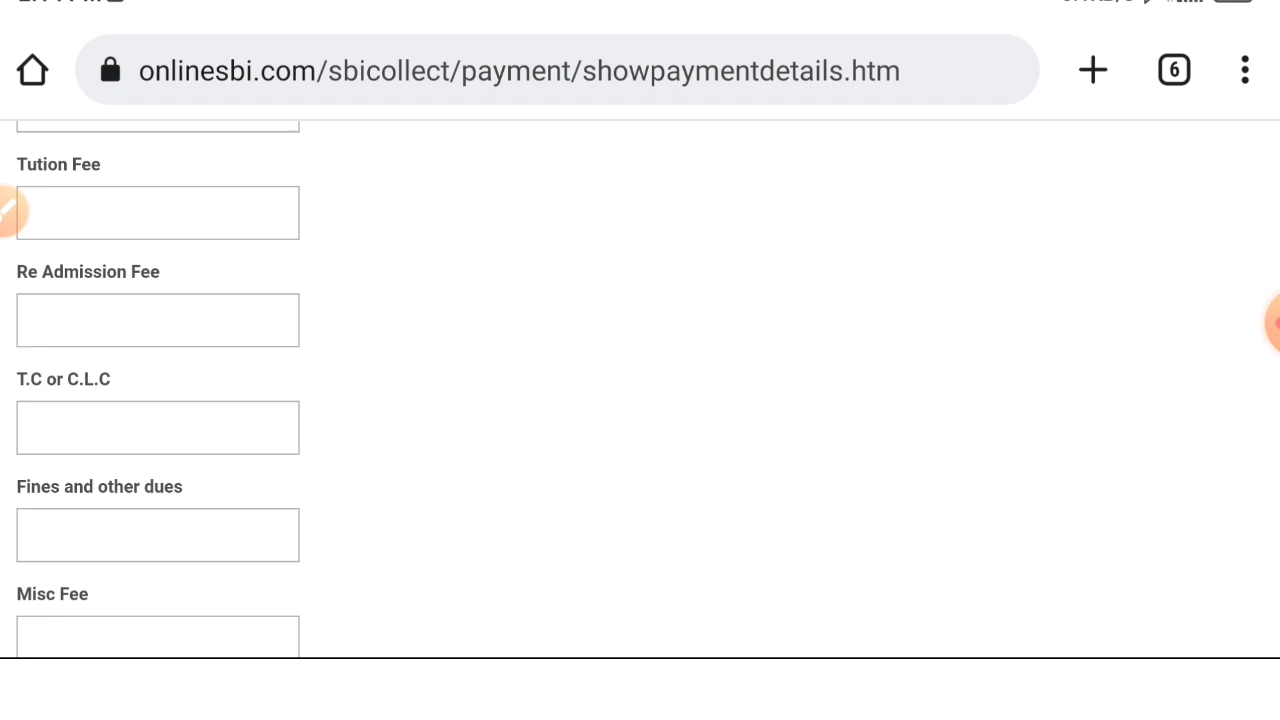 onlinesbi.com/sbicollect/payment/showpaymentdetails.htm
6
Tution Fee
Re Admission Fee
T.C or C.L.C
Fines and other dues
Misc Fee